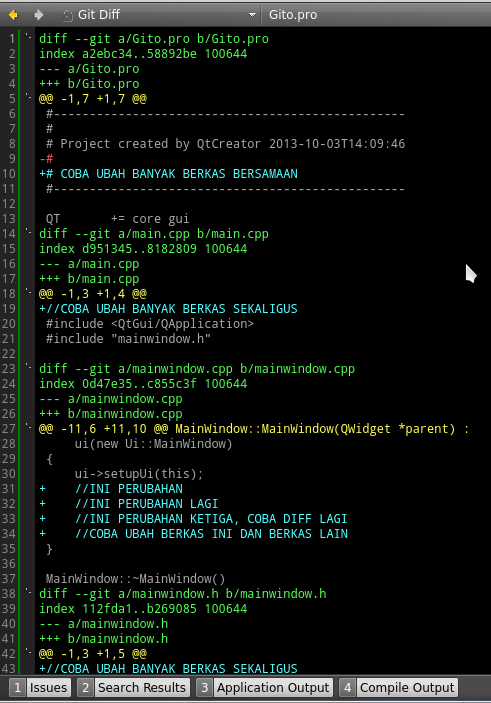 Git Diff Gito.pro
1 diff --git a/Gito.pro b/Gito.pro
2 index a2ebc34..58892be 100644
3 --- a/Gito.pro
4 +++ b/Gito.pro
5 @@ -1,7 +1,7 @@
6 #-------------------------------------------------
7 #
8 # Project created by QtCreator 2013-10-03T14:09:46
9 -#
10 +# COBA UBAH BANYAK BERKAS BERSAMAAN
11 #-------------------------------------------------
12
13 QT       += core gui
14 diff --git a/main.cpp b/main.cpp
15 index d951345..8182809 100644
16 --- a/main.cpp
17 +++ b/main.cpp
18 @@ -1,3 +1,4 @@
19 +//COBA UBAH BANYAK BERKAS SEKALIGUS
20 #include <QtGui/QApplication>
21 #include "mainwindow.h"
22
23 diff --git a/mainwindow.cpp b/mainwindow.cpp
24 index 0d47e35..c855c3f 100644
25 --- a/mainwindow.cpp
26 +++ b/mainwindow.cpp
27 @@ -11,6 +11,10 @@ MainWindow::MainWindow(QWidget *parent) :
28     ui(new Ui::MainWindow)
29 {
30     ui->setupUi(this);
31 +    //INI PERUBAHAN
32 +    //INI PERUBAHAN LAGI
33 +    //INI PERUBAHAN KETIGA, COBA DIFF LAGI
34 +    //COBA UBAH BERKAS INI DAN BERKAS LAIN
35 }
36
37 MainWindow::~MainWindow()
38 diff --git a/mainwindow.h b/mainwindow.h
39 index 112fda1..b269085 100644
40 --- a/mainwindow.h
41 +++ b/mainwindow.h
42 @@ -1,3 +1,5 @@
43 +//COBA UBAH BANYAK BERKAS SEKALIGUS
1 Issues 2 Search Results 3 Application Output 4 Compile Output